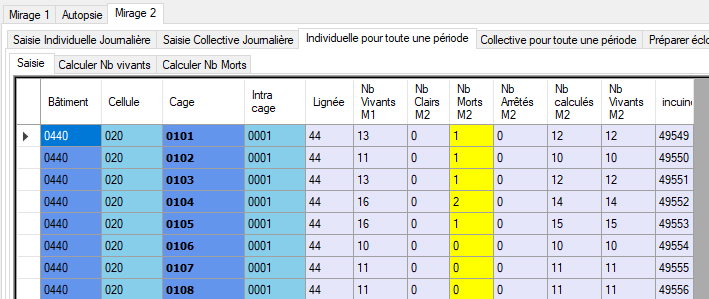 Mirage 1 Autopsie Mirage 2
Saisie Individuelle Journalière Saisie Collective Journalière Individuelle pour toute une période Collective pour toute une période Préparer éclo
Saisie Calculer Nb vivants Calculer Nb Morts
Bâtiment Cellule Cage Intra cage Lignée Nb Vivants M1 Nb Clairs M2 Nb Morts M2 Nb Arrêtés M2 Nb calculés M2 Nb Vivants M2 incuind
0440 020 0101 0001 44 13 0 1 0 12 12 49549
0440 020 0102 0001 44 11 0 1 0 10 10 49550
0440 020 0103 0001 44 13 0 1 0 12 12 49551
0440 020 0104 0001 44 16 0 2 0 14 14 49552
0440 020 0105 0001 44 16 0 1 0 15 15 49553
0440 020 0106 0001 44 10 0 0 0 10 10 49554
0440 020 0107 0001 44 11 0 0 0 11 11 49555
0440 020 0108 0001 44 11 0 0 0 11 11 49556